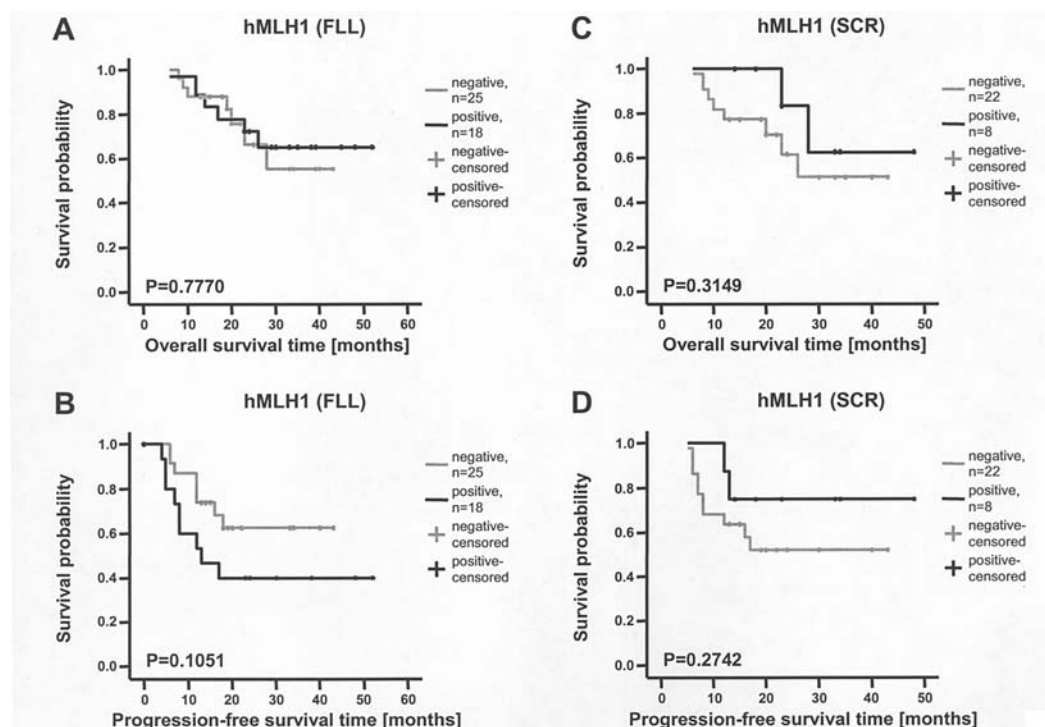 A
hMLH1 (FLL)
Survival probability
1.0
0.8
0.6
0.4
0.2
0.0
P=0.7770
0 10 20 30 40 50 60
Overall survival time [months]
negative,
n=25
positive,
n=18
negative-
censored
positive-
censored
C
hMLH1 (SCR)
Survival probability
1.0
0.8
0.6
0.4
0.2
0.0
P=0.3149
0 10 20 30 40 50
Overall survival time [months]
negative,
n=22
positive,
n=8
negative-
censored
positive-
censored
B
hMLH1 (FLL)
Survival probability
1.0
0.8
0.6
0.4
0.2
0.0
P=0.1051
0 10 20 30 40 50 60
Progression-free survival time [months]
negative,
n=25
positive,
n=18
negative-
censored
positive-
censored
D
hMLH1 (SCR)
Survival probability
1.0
0.8
0.6
0.4
0.2
0.0
P=0.2742
0 10 20 30 40 50
Progression-free survival time [months]
negative,
n=22
positive,
n=8
negative-
censored
positive-
censored